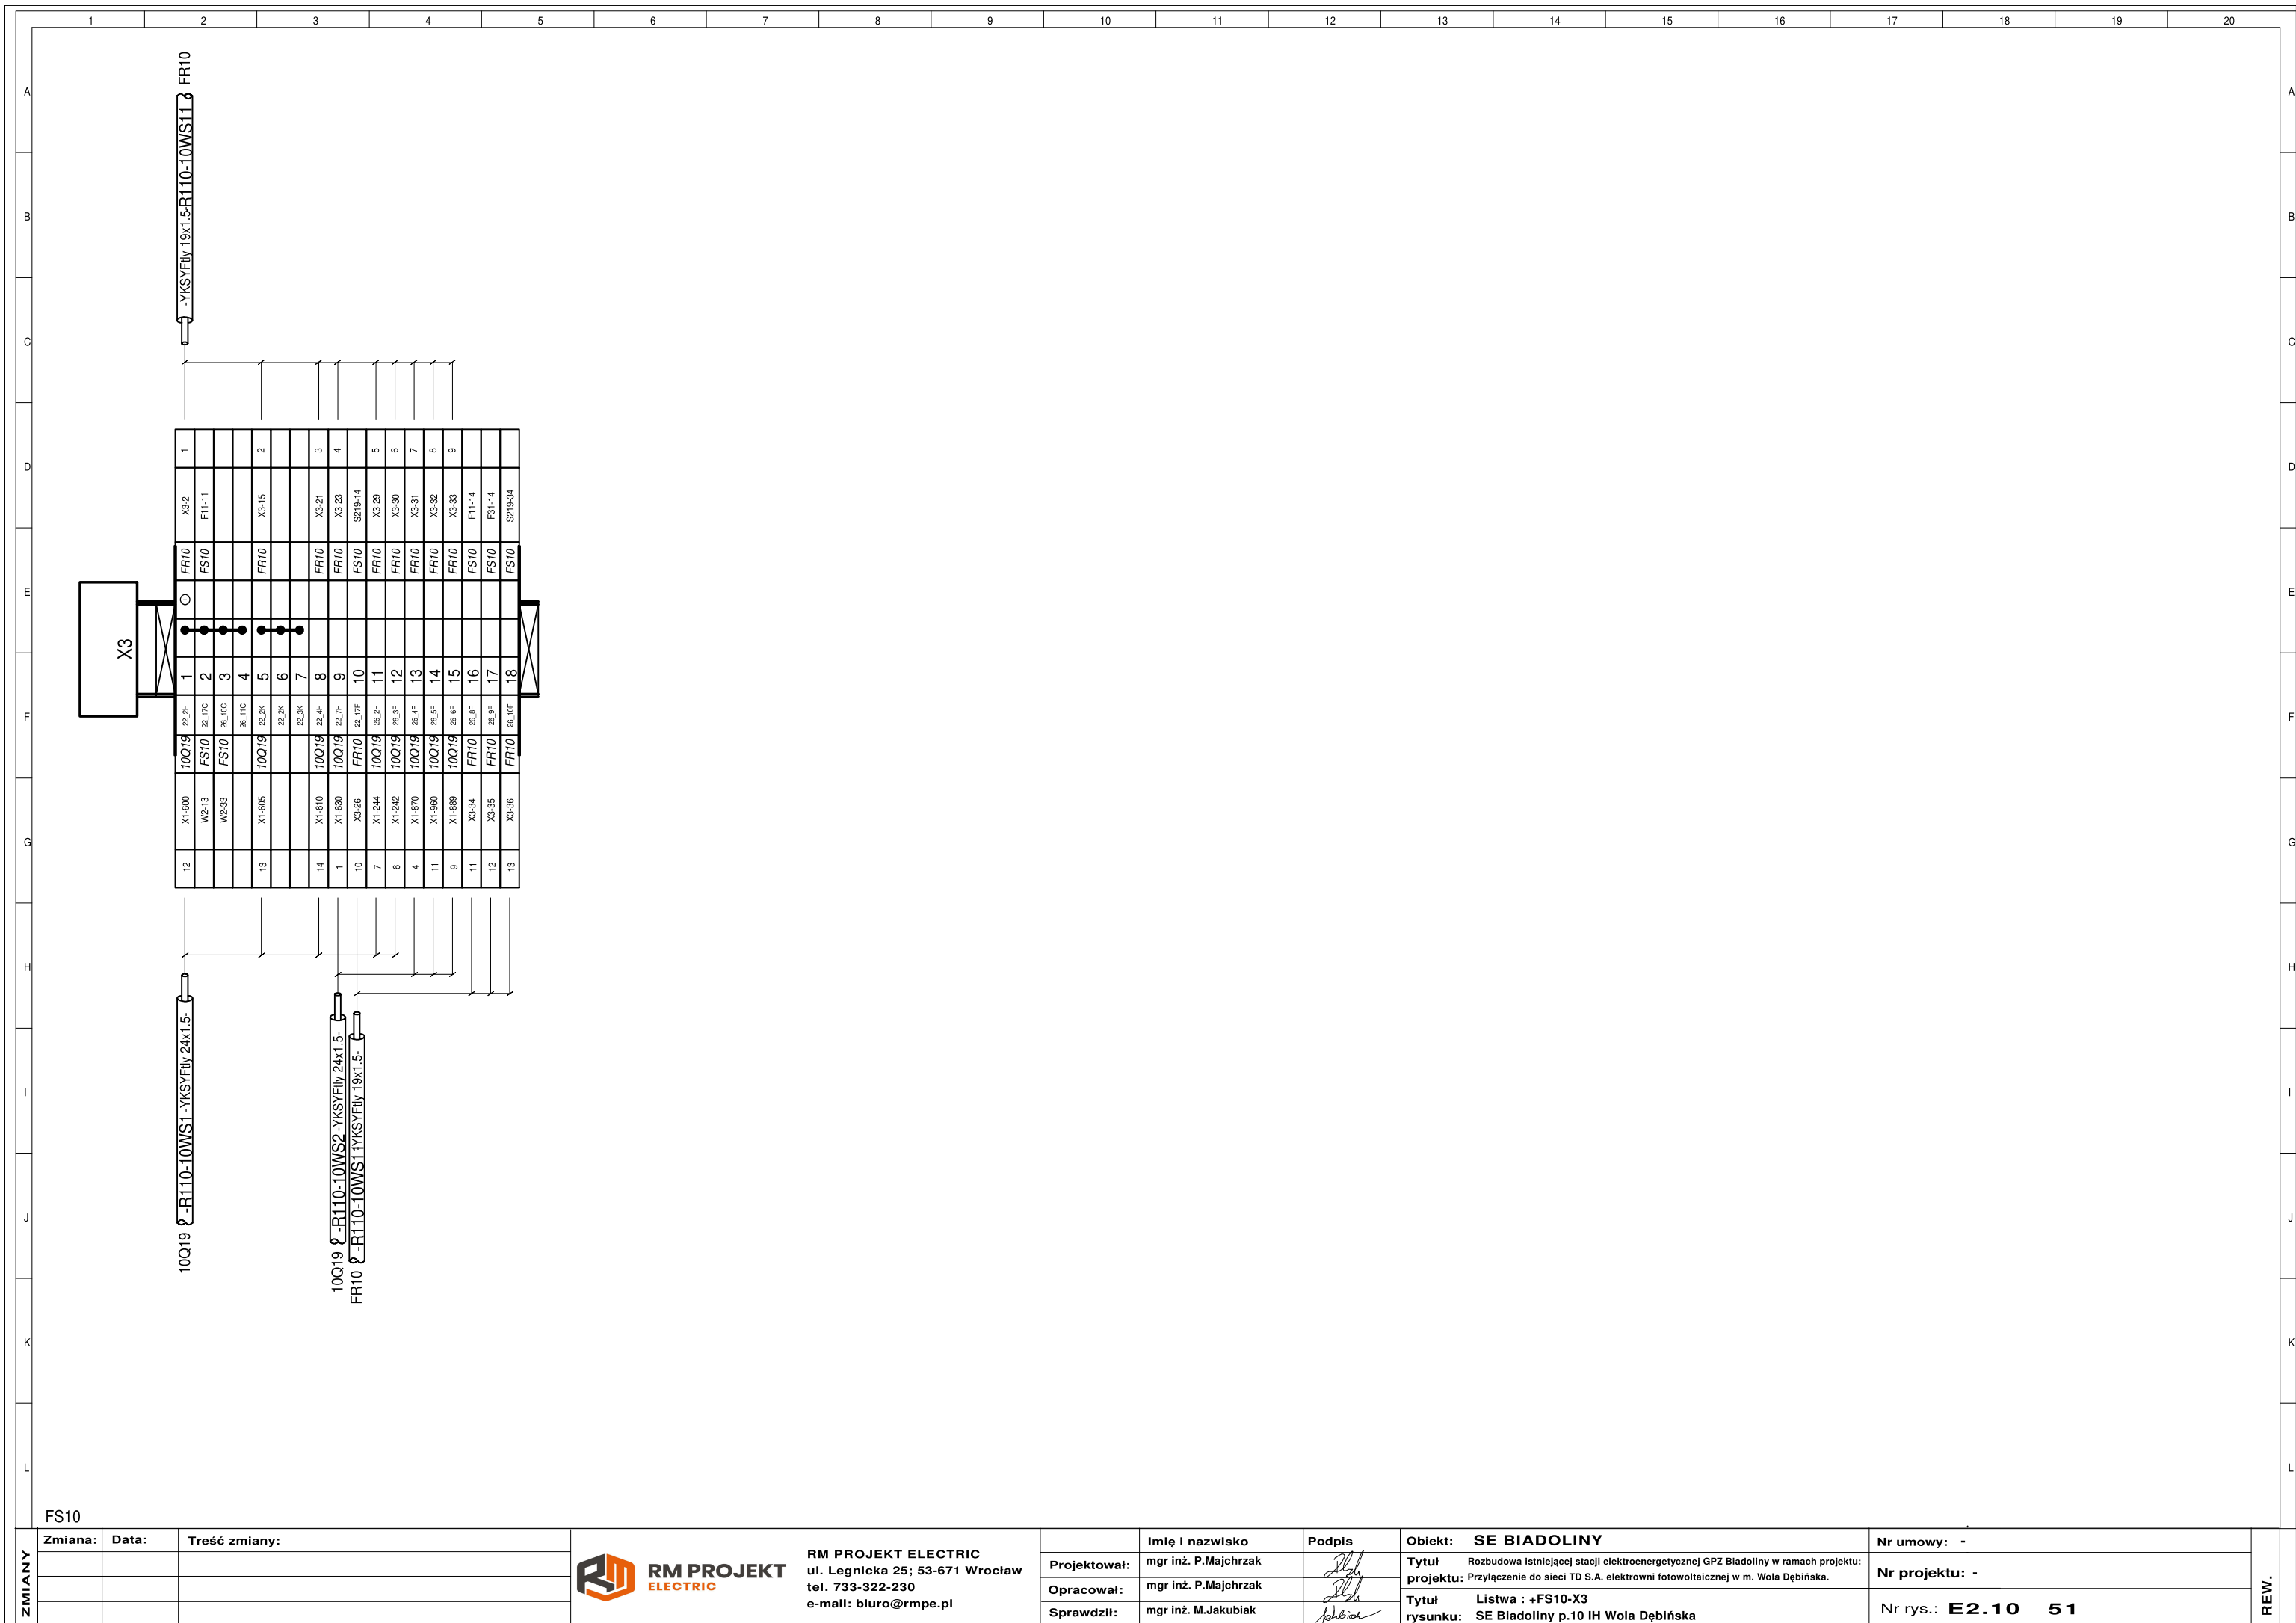 1 2 3 4 5 6 7 8 9 10 11 12 13 14 15 16 17 18 19 20
A A
B B
C C
D D
E E
F F
G G
H H
I I
J J
K K
L L
FR10
-YKSYFtly 19x1.5-R110-10WS11
1 2 3 4 5 6 7 8 9
X3-2 F11-11 X3-15 X3-21 X3-23 S219-14 X3-29 X3-30 X3-31 X3-32 X3-33 F11-14 F31-14 S219-34
FR10 FS10 FR10 FR10 FR10 FS10 FR10 FR10 FR10 FR10 FR10 FS10 FS10 FS10
X3
1 2 3 4 5 6 7 8 9 10 11 12 13 14 15 16 17 18
22_2H 22_17C 26_10C 26_11C 22_2K 22_2K 22_3K 22_4H 22_7H 22_17F 26_2F 26_3F 26_4F 26_5F 26_6F 26_8F 26_9F 26_10F
10Q19 FS10 FS10 10Q19 10Q19 10Q19 FR10 10Q19 10Q19 10Q19 10Q19 10Q19 FR10 FR10 FR10
X1-600 W2-13 W2-33 X1-605 X1-610 X1-630 X3-26 X1-244 X1-242 X1-870 X1-960 X1-889 X3-34 X3-35 X3-36
12 13 14 1 10 7 6 4 11 9 11 12 13
10Q19 -R110-10WS1 -YKSYFtly 24x1.5-
10Q19 -R110-10WS2 -YKSYFtly 24x1.5-
FR10 -R110-10WS11YKSYFtly 19x1.5-
FS10
ZMIANY
Zmiana: Data: Treść zmiany:
RM PROJEKT
ELECTRIC
RM PROJEKT ELECTRIC
ul. Legnicka 25; 53-671 Wrocław
tel. 733-322-230
e-mail: biuro@rmpe.pl
Imię i nazwisko Podpis
Projektował: mgr inż. P.Majchrzak
Opracował: mgr inż. P.Majchrzak
Sprawdził: mgr inż. M.Jakubiak
Obiekt: SE BIADOLINY
Tytuł Rozbudowa istniejącej stacji elektroenergetycznej GPZ Biadoliny w ramach projektu:
projektu: Przyłączenie do sieci TD S.A. elektrowni fotowoltaicznej w m. Wola Dębińska.
Tytuł Listwa : +FS10-X3
rysunku: SE Biadoliny p.10 IH Wola Dębińska
Nr umowy: -
Nr projektu: -
Nr rys.: E2.10 51
REW.